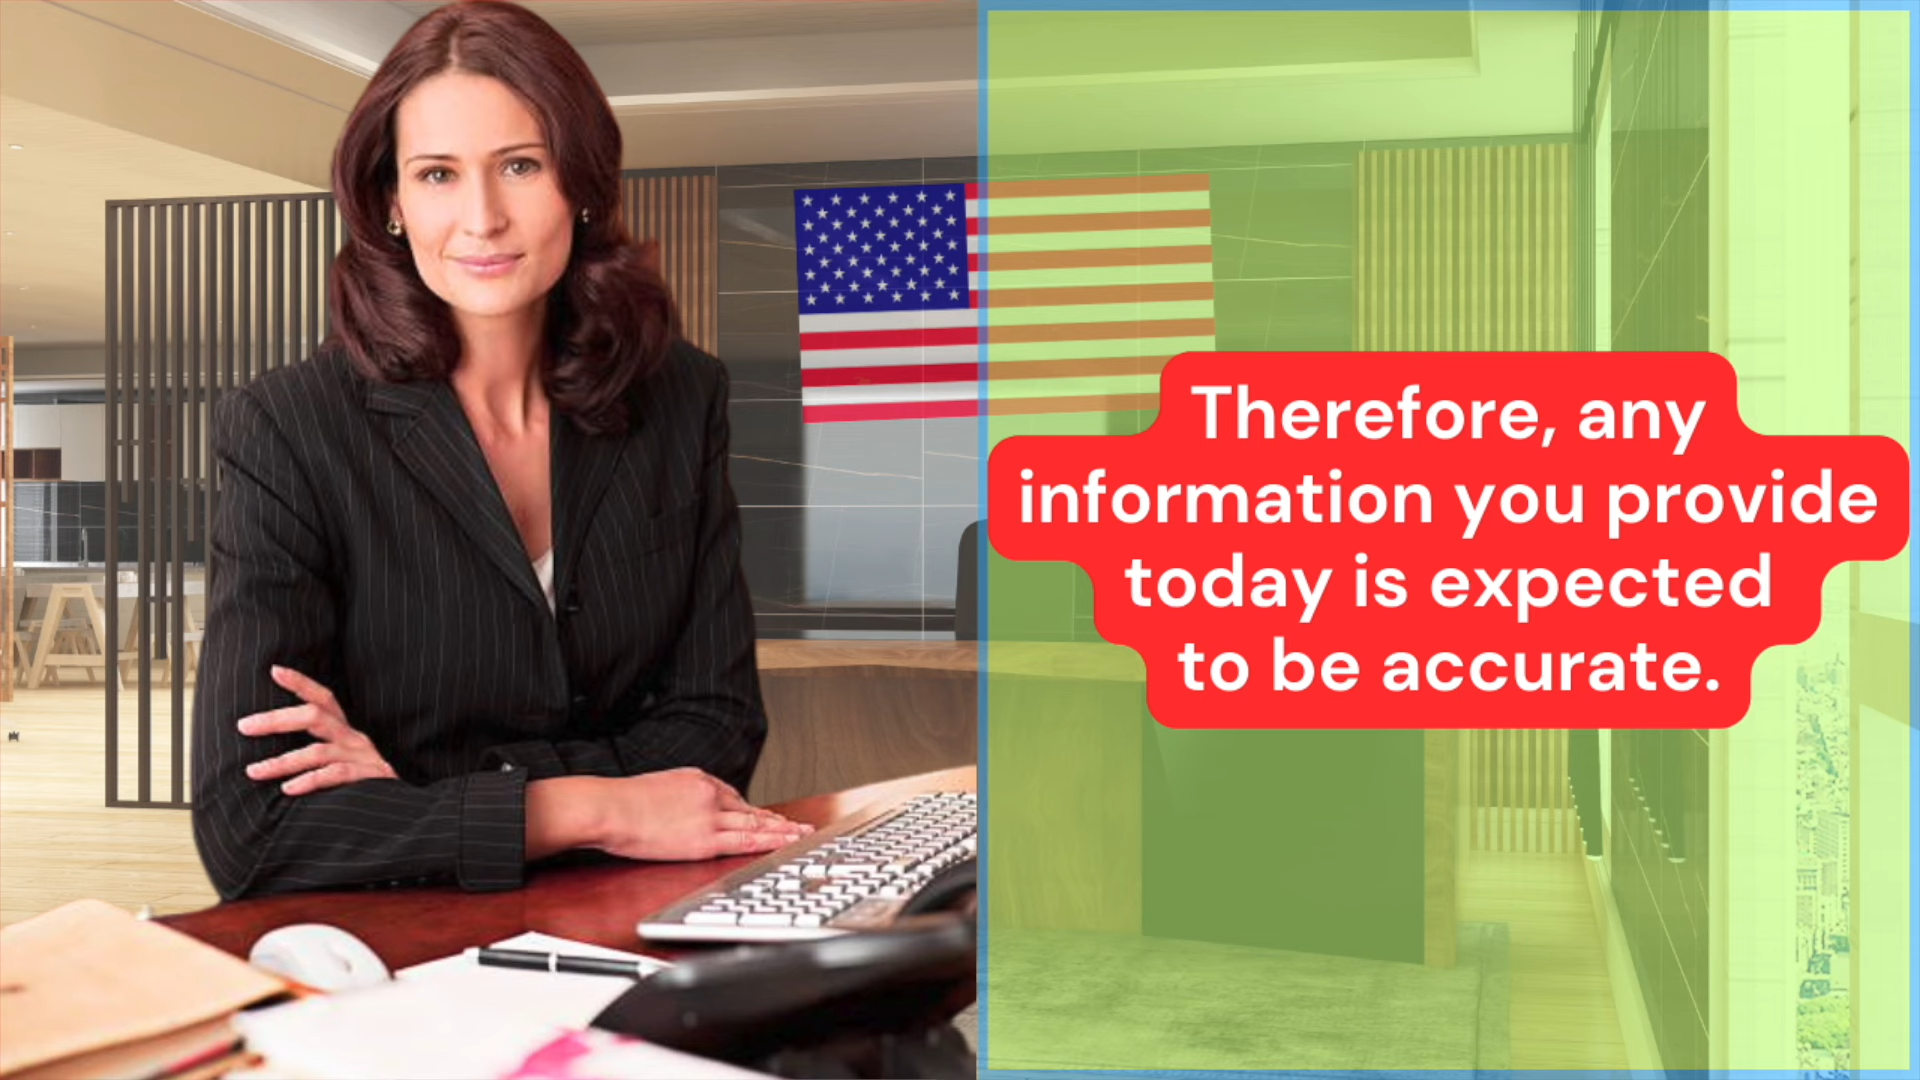 Therefore, any
information you provide
today is expected
to be accurate.